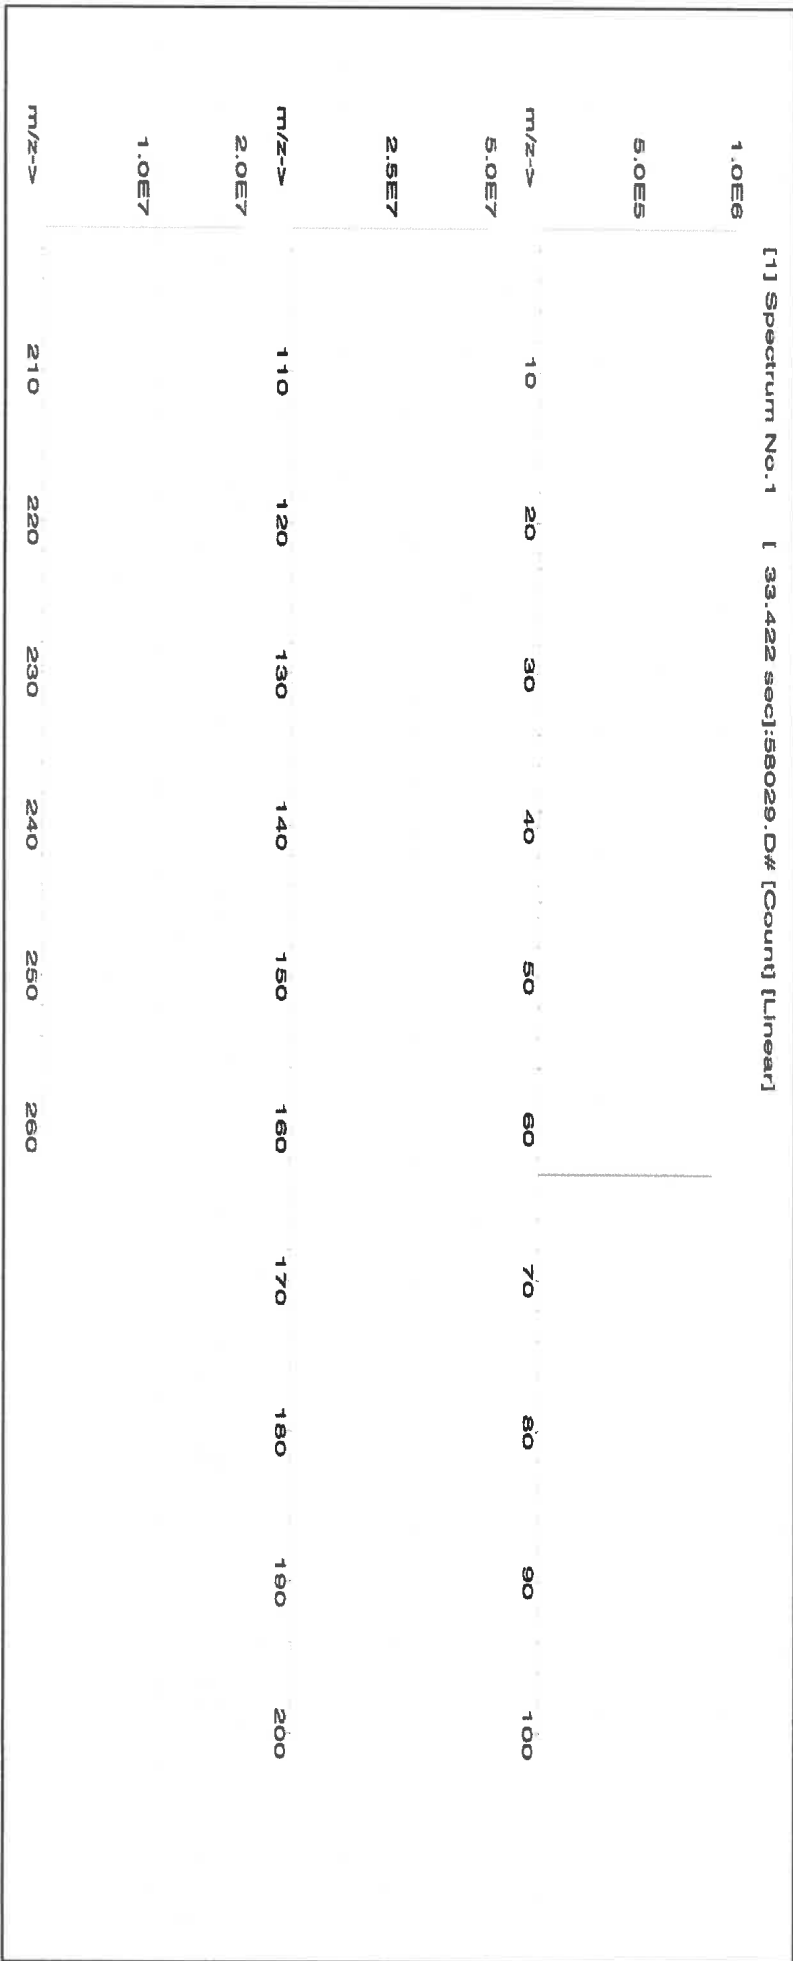 [1] Spectrum No.1 [ 33.422 sec]:58029.D# [Count] [Linear]
1.0E6
5.0E5
m/z-> 10 20 30 40 50 60 70 80 90 100
5.0E7
2.5E7
m/z-> 110 120 130 140 150 160 170 180 190 200
2.0E7
1.0E7
m/z-> 210 220 230 240 250 260